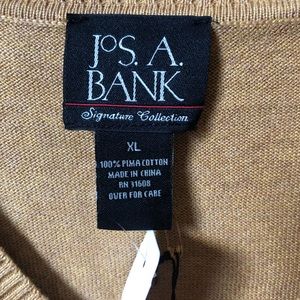 JOS. A.
BANK
Signature Collection
XL
100% PIMA COTTON
MADE IN CHINA
RN 11608
OVER FOR CARE